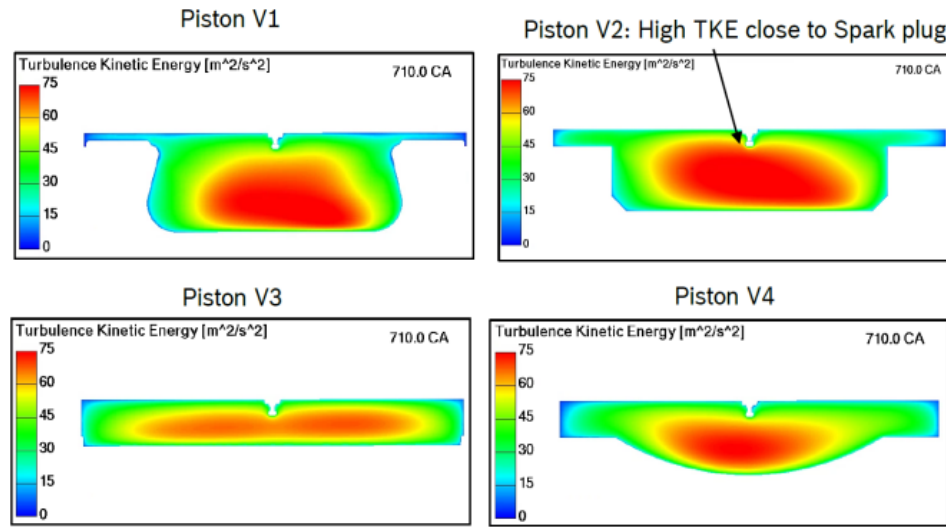 Piston V1
Turbulence Kinetic Energy [m^2/s^2]
710.0 CA
75
60
45
30
15
0
Piston V2: High TKE close to Spark plug
Turbulence Kinetic Energy [m^2/s^2]
710.0 CA
75
60
45
30
15
0
Piston V3
Turbulence Kinetic Energy [m^2/s^2]
710.0 CA
75
60
45
30
15
0
Piston V4
Turbulence Kinetic Energy [m^2/s^2]
710.0 CA
75
60
45
30
15
0